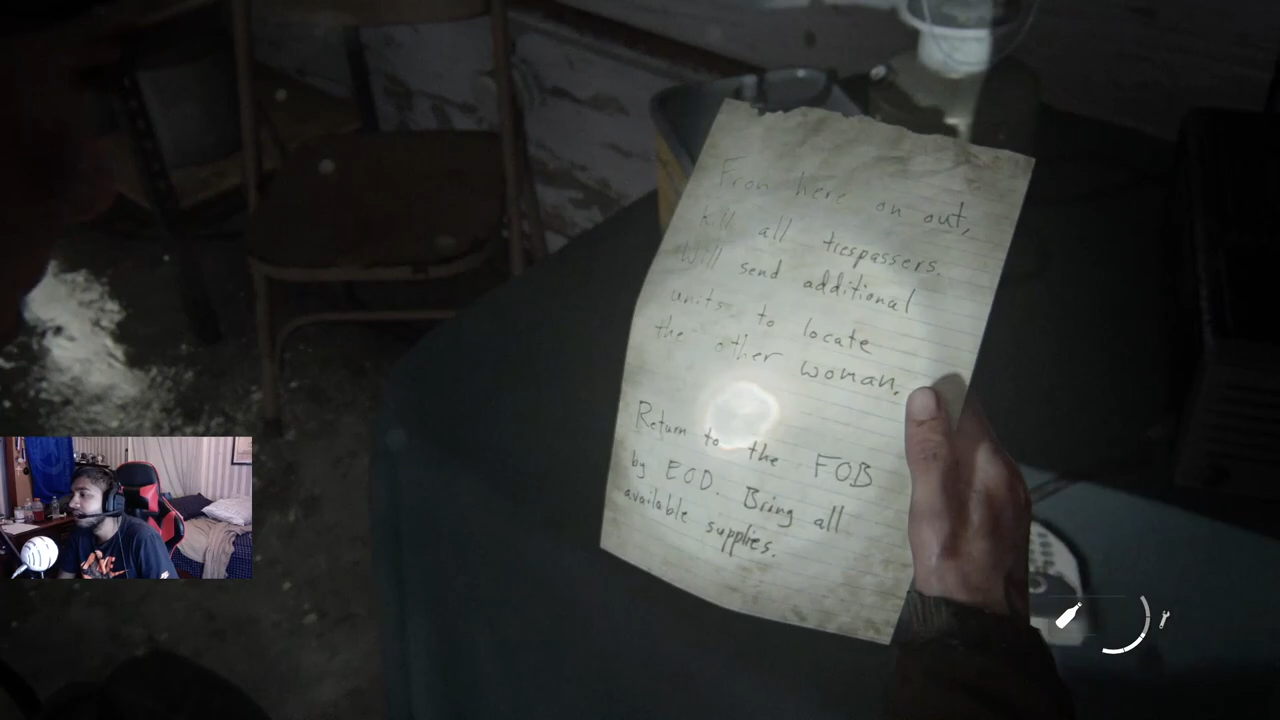 From here on out,
kill all trespassers.
Will send additional
units to locate
the other woman.
Return to the FOB
by EOD. Bring all
available supplies.